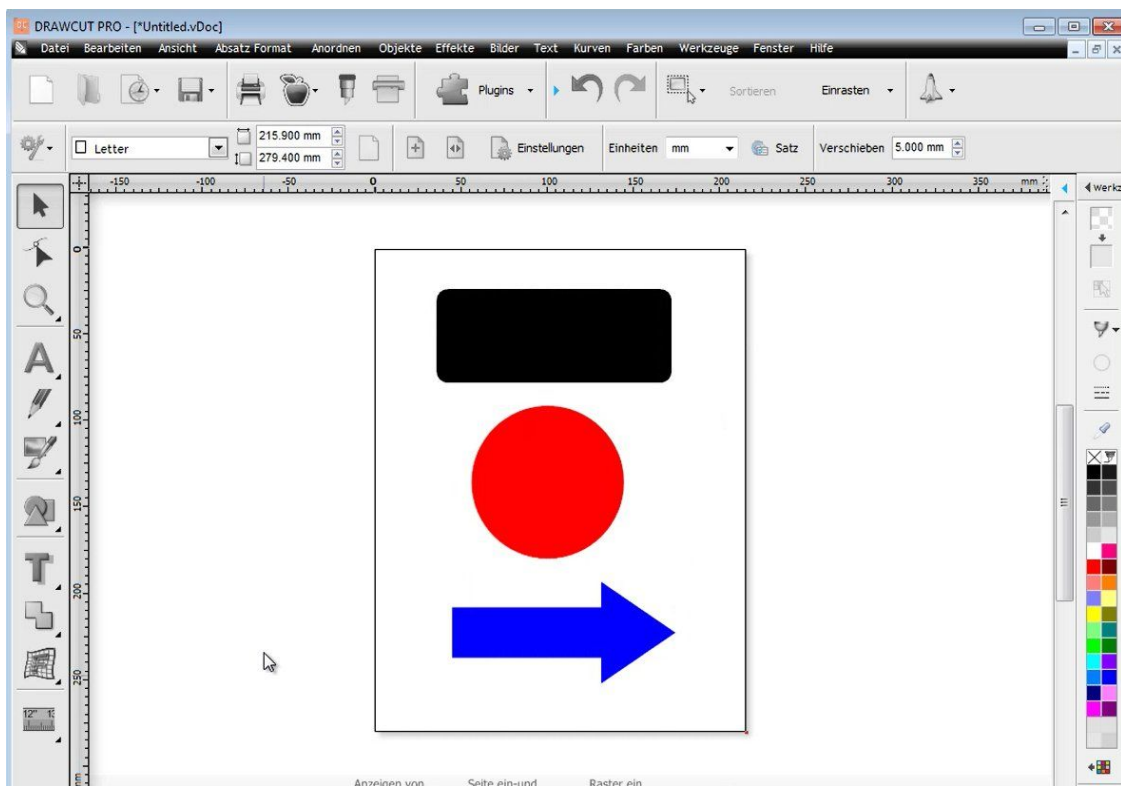 DRAWCUT PRO - [*Untitled.vDoc]
Datei Bearbeiten Ansicht Absatz Format Anordnen Objekte Effekte Bilder Text Kurven Farben Werkzeuge Fenster Hilfe
Plugins Sortieren Einrasten
Letter 215.900 mm
279.400 mm
Einstellungen Einheiten mm Satz Verschieben 5.000 mm
-150 -100 -50 0 50 100 150 200 250 300 350 mm
Werkz
0
50
100
150
200
250
mm
12"
Anzeigen von Seite ein-und Raster ein